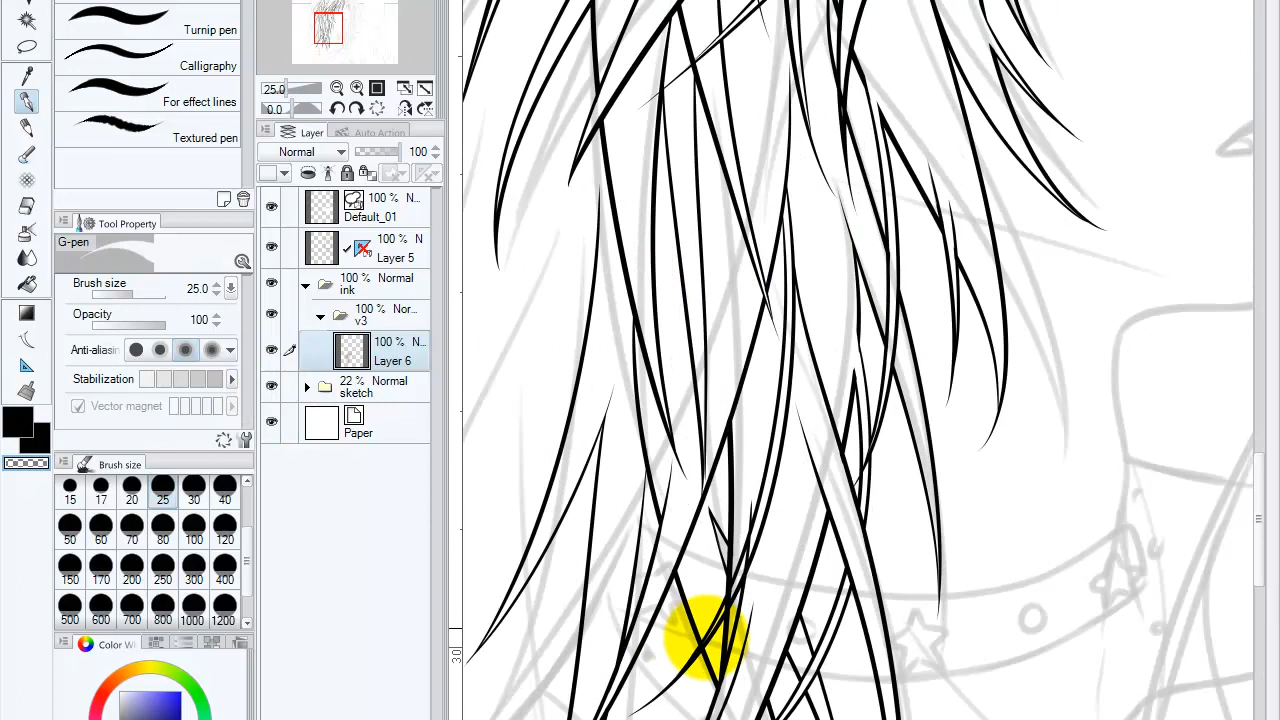 Turnip pen
Calligraphy
For effect lines
Textured pen
25.0
0.0
Layer
Auto Action
Normal
100
100 % N...
Default_01
100 % N
Layer 5
100 % Normal
ink
100 % Nor...
v3
100 % N...
Layer 6
22 % Normal
sketch
Paper
Tool Property
G-pen
Brush size
25.0
Opacity
100
Anti-aliasin
Stabilization
Vector magnet
Brush size
15 17 20 25 30 40
50 60 70 80 100 120
150 170 200 250 300 400
500 600 700 800 1000 1200
Color W
30